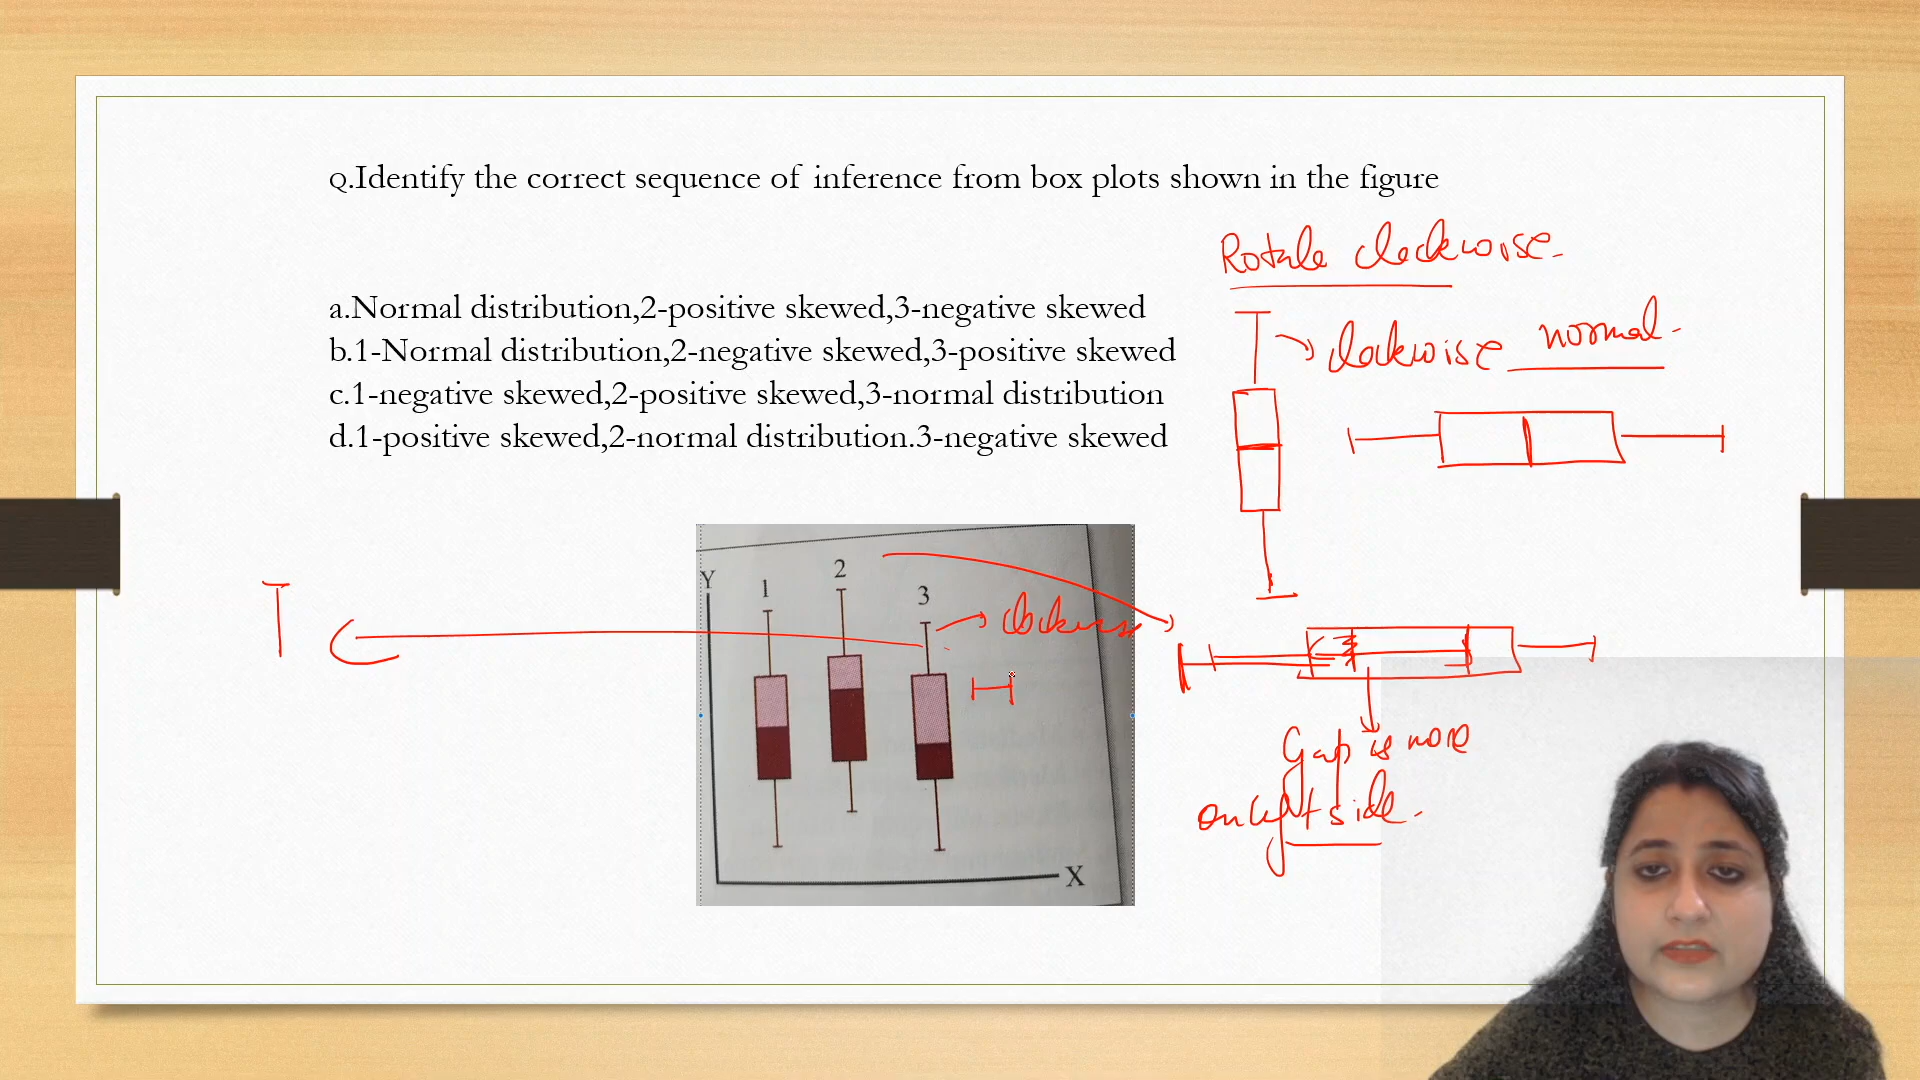 Q.Identify the correct sequence of inference from box plots shown in the figure
Rotate clockwise.
a.Normal distribution,2-positive skewed,3-negative skewed
b.1-Normal distribution,2-negative skewed,3-positive skewed
c.1-negative skewed,2-positive skewed,3-normal distribution
d.1-positive skewed,2-normal distribution.3-negative skewed
clockwise normal.
Y 1 2 3
clockwise
X
Gap is more
on left side.